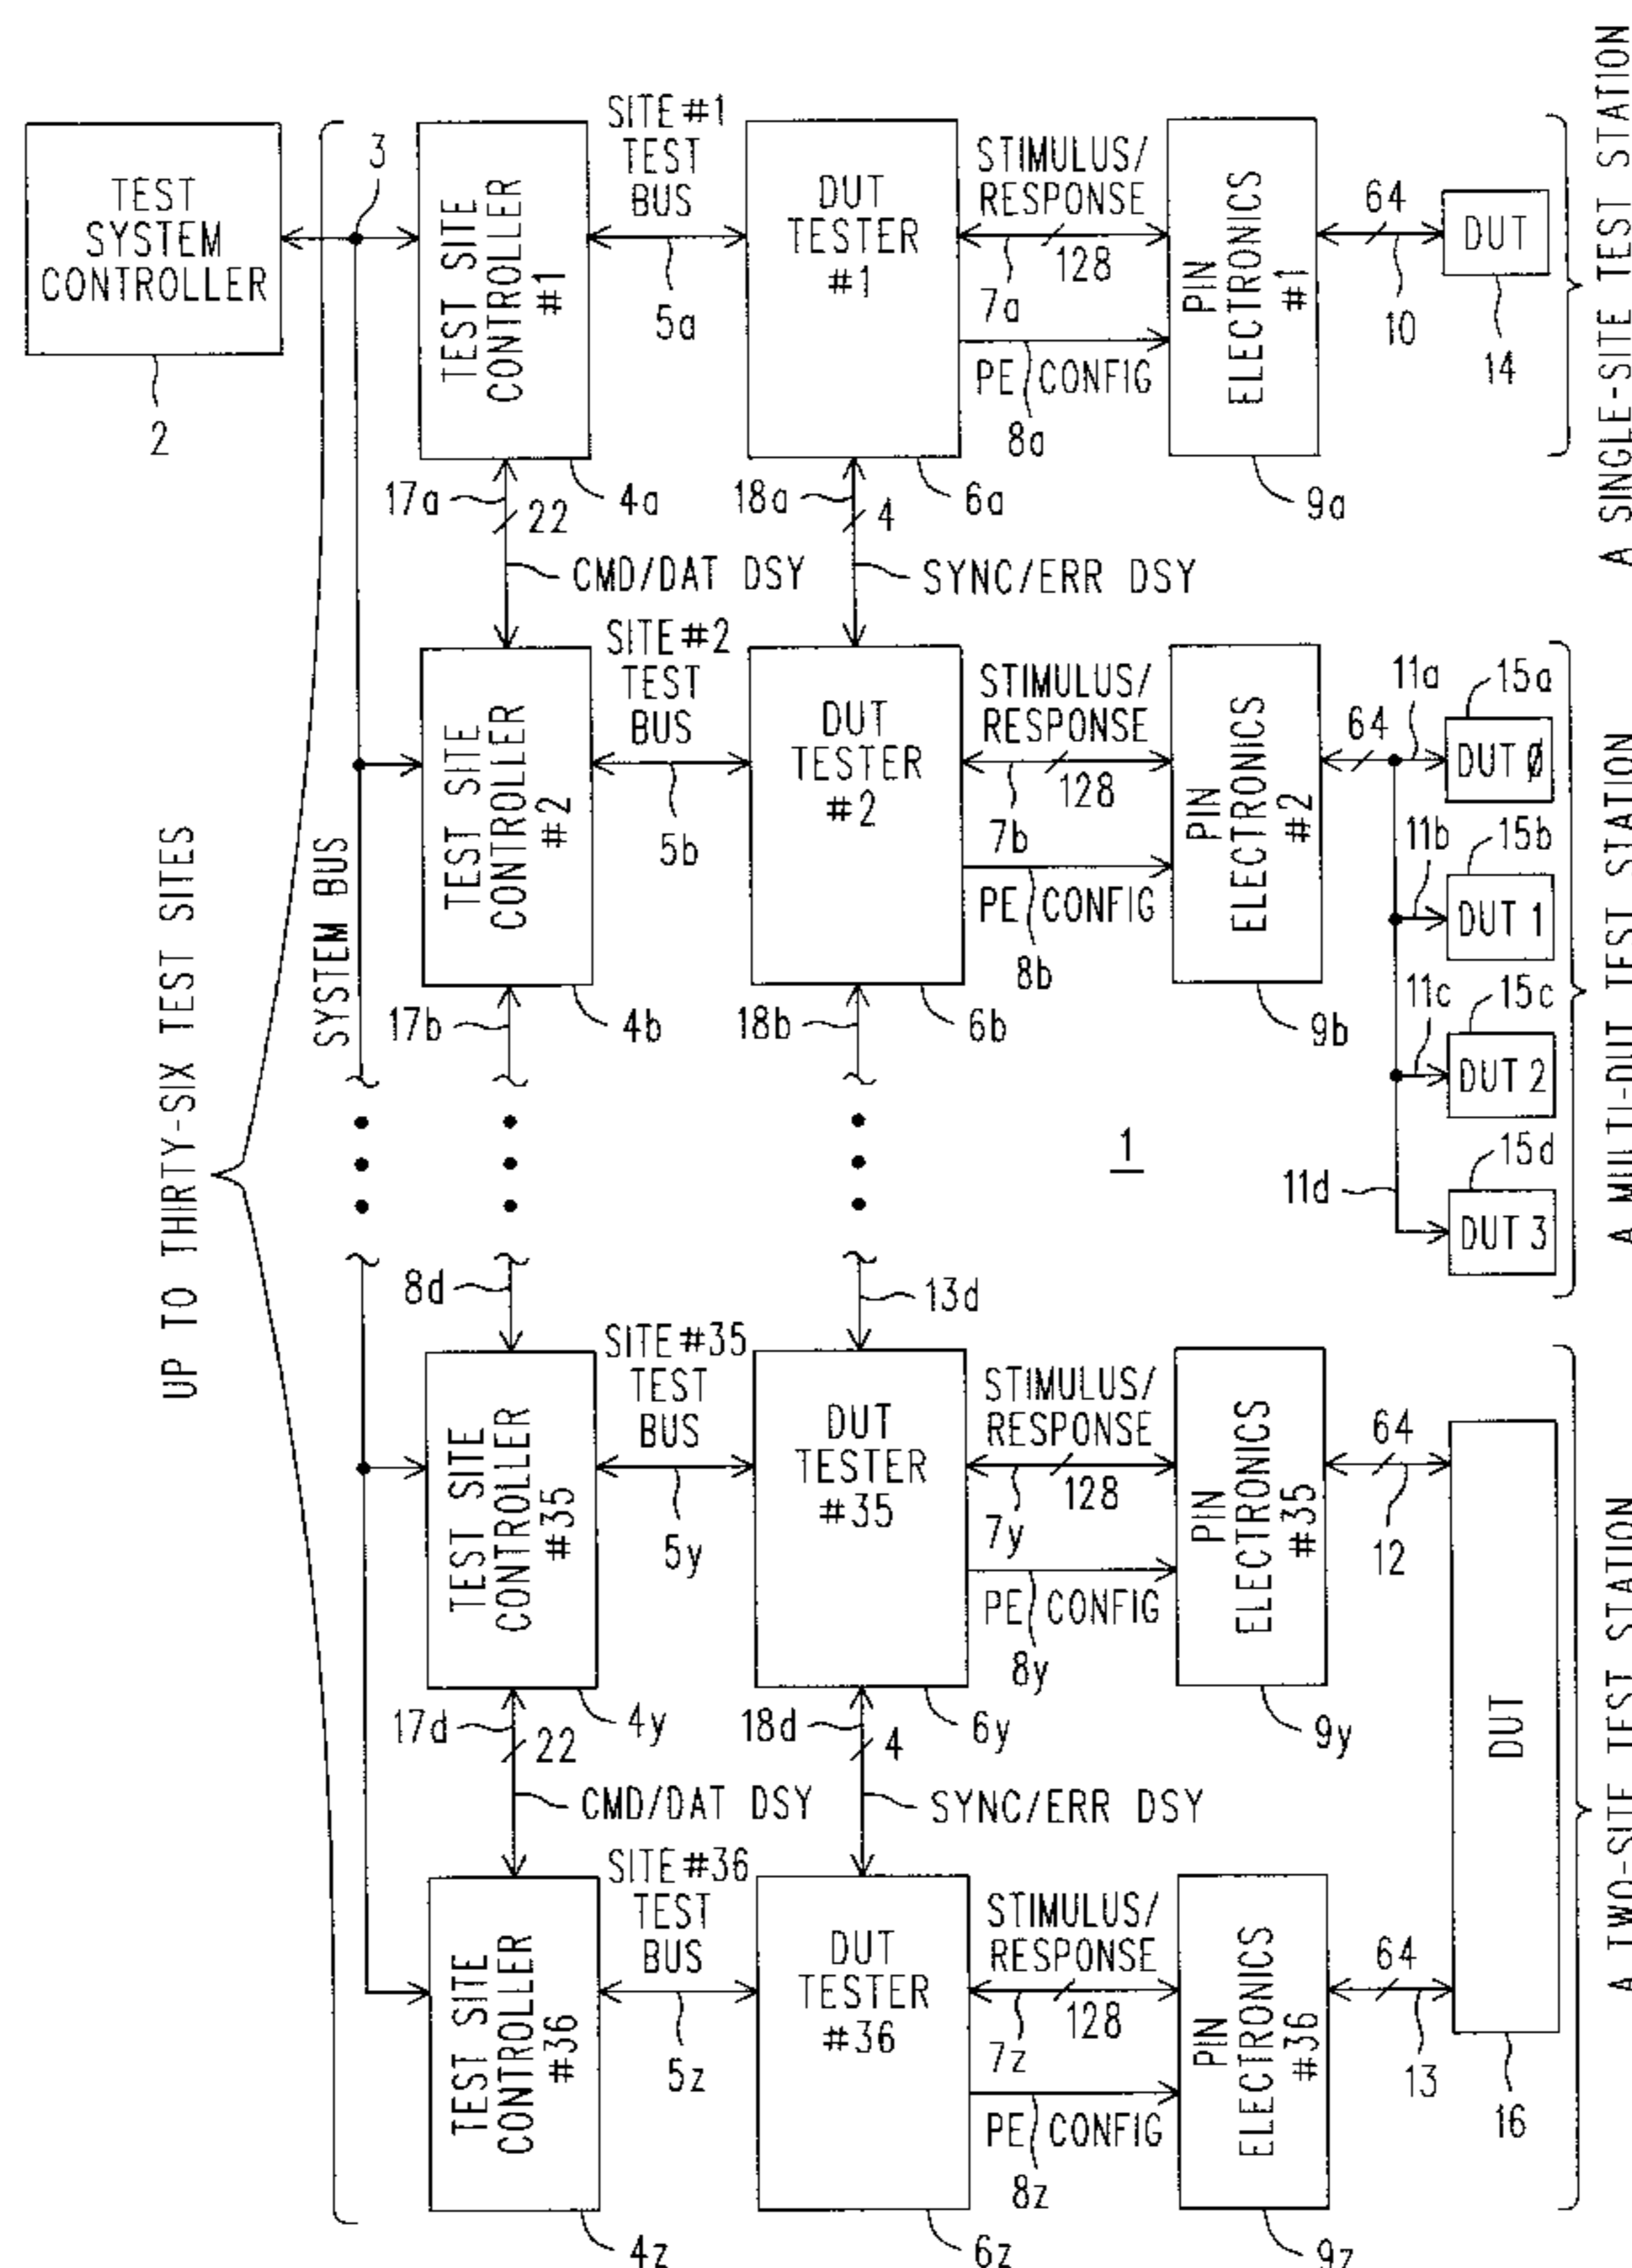 TEST
SYSTEM
CONTROLLER
2
3
UP TO THIRTY-SIX TEST SITES
SYSTEM BUS
TEST SITE
CONTROLLER
#1
4a
SITE #1
TEST
BUS
5a
DUT
TESTER
#1
6a
STIMULUS/
RESPONSE
7a
128
PE CONFIG
8a
PIN
ELECTRONICS
#1
9a
64
10
DUT
14
A SINGLE-SITE TEST STATION
17a
22
CMD/DAT DSY
18a
4
SYNC/ERR DSY
TEST SITE
CONTROLLER
#2
4b
SITE #2
TEST
BUS
5b
DUT
TESTER
#2
6b
STIMULUS/
RESPONSE
7b
128
PE CONFIG
8b
PIN
ELECTRONICS
#2
9b
64
11a
15a
DUT Ø
11b
15b
DUT 1
11c
15c
DUT 2
11d
15d
DUT 3
A MULTI-DUT TEST STATION
17b
18b
1
8d
13d
TEST SITE
CONTROLLER
#35
4y
SITE #35
TEST
BUS
5y
DUT
TESTER
#35
6y
STIMULUS/
RESPONSE
7y
128
PE CONFIG
8y
PIN
ELECTRONICS
#35
9y
64
12
DUT
16
A TWO-SITE TEST STATION
17d
22
CMD/DAT DSY
18d
4
SYNC/ERR DSY
TEST SITE
CONTROLLER
#36
4z
SITE #36
TEST
BUS
5z
DUT
TESTER
#36
6z
STIMULUS/
RESPONSE
7z
128
PE CONFIG
8z
PIN
ELECTRONICS
#36
9z
64
13